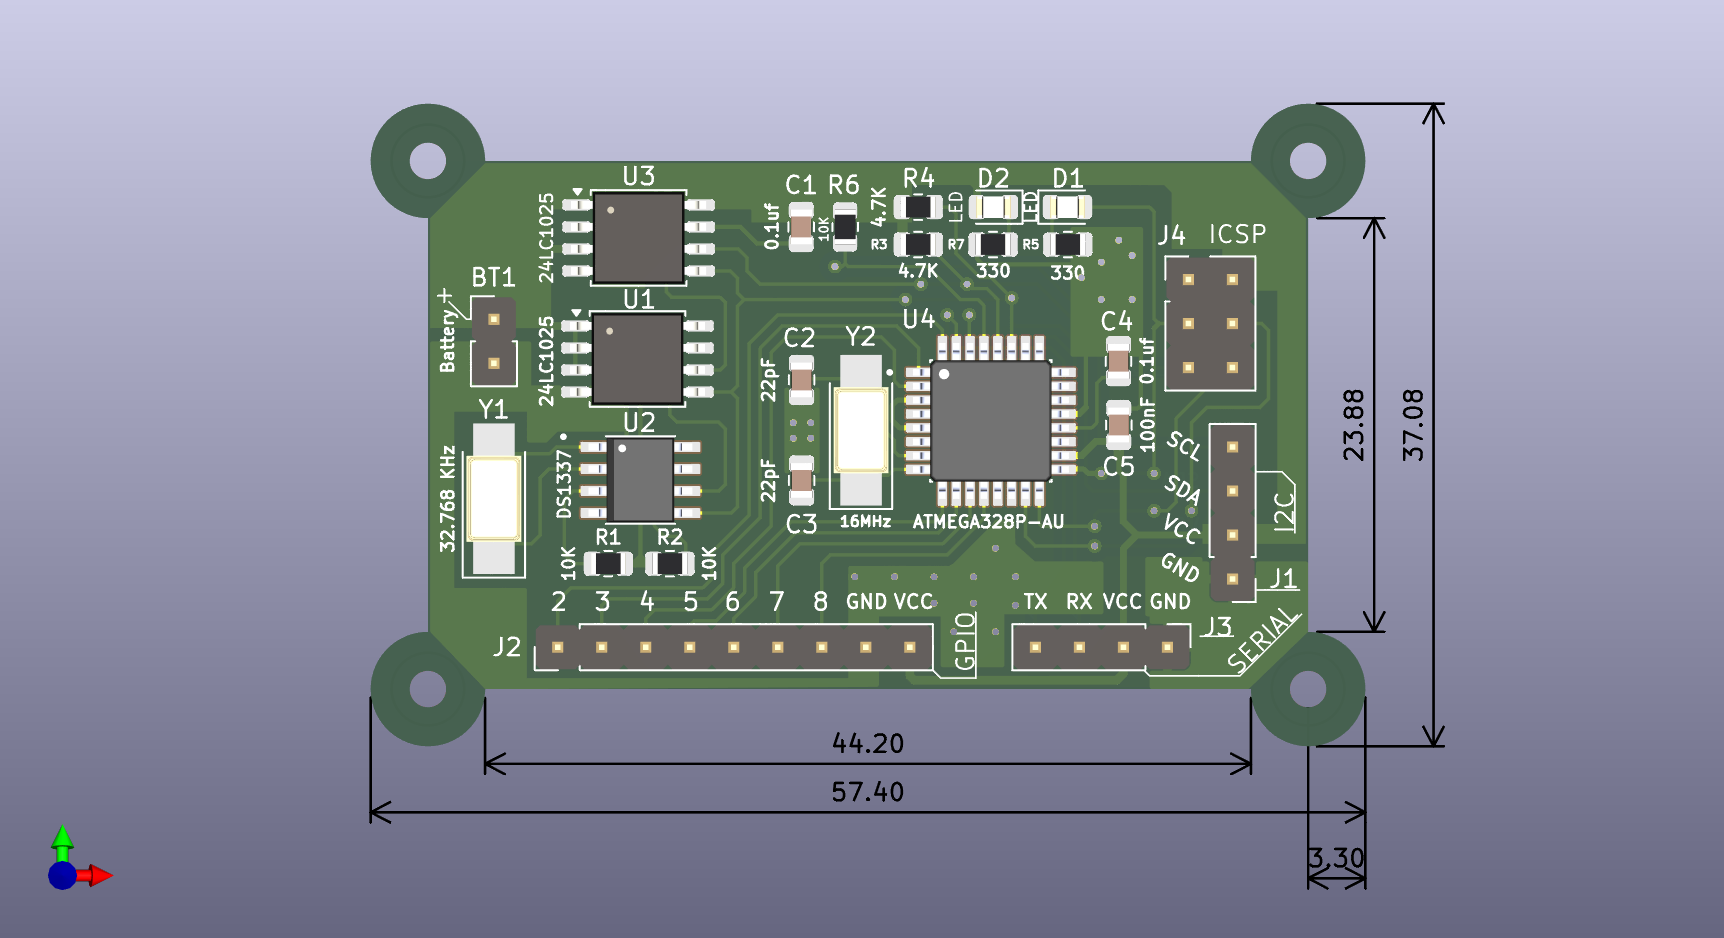 U3
C1
R6
R4
D2
D1
24LC1025
0.1uf
10K
4.7K
LED
LED
J4
ICSP
R3
R7
R5
4.7K
330
330
BT1
+
Battery
U1
24LC1025
U4
C2
Y2
C4
22pF
0.1uf
Y1
U2
100nF
SCL
32.768 KHz
DS1337
22pF
C5
SDA
I2C
C3
16MHz
ATMEGA328P-AU
VCC
R1
R2
10K
10K
GND
J1
2 3 4 5 6 7 8 GND VCC
TX RX VCC GND
J2
GPIO
J3
SERIAL
23.88
37.08
44.20
57.40
3.30